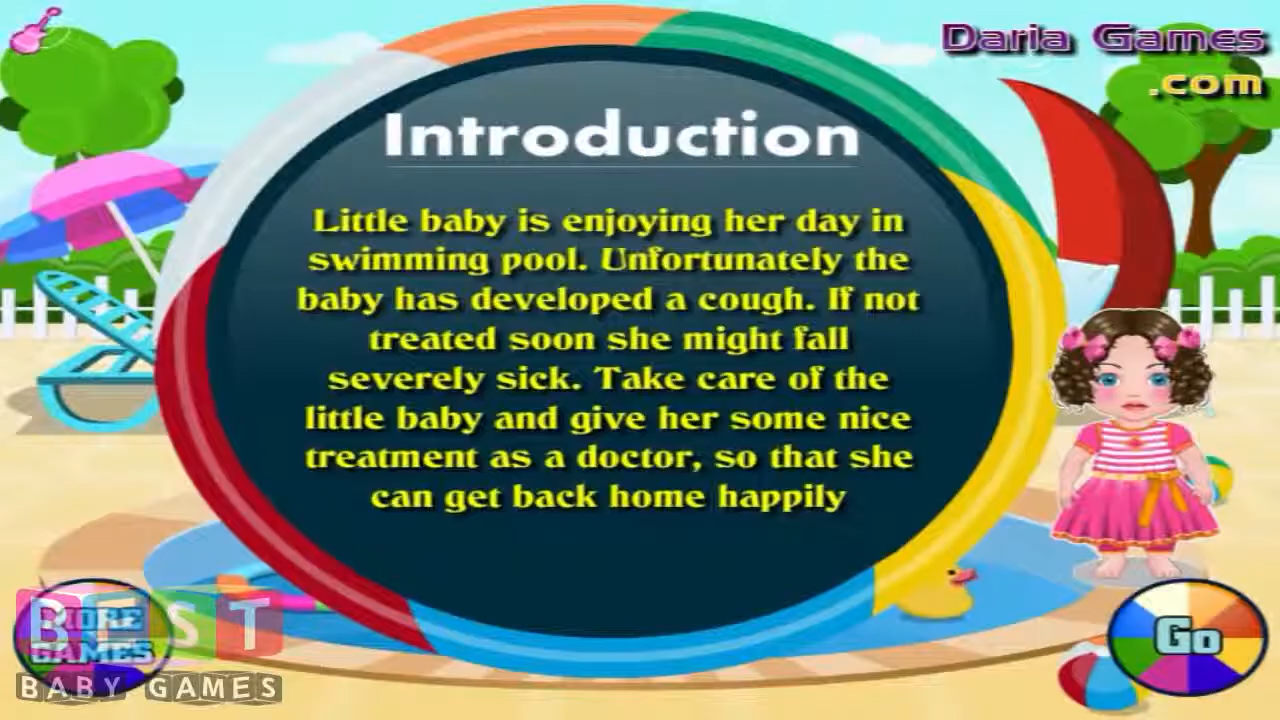 Daria Games
.com
Introduction
Little baby is enjoying her day in
swimming pool. Unfortunately the
baby has developed a cough. If not
treated soon she might fall
severely sick. Take care of the
little baby and give her some nice
treatment as a doctor, so that she
can get back home happily
MORE
GAMES
BEST
BABY GAMES
Go